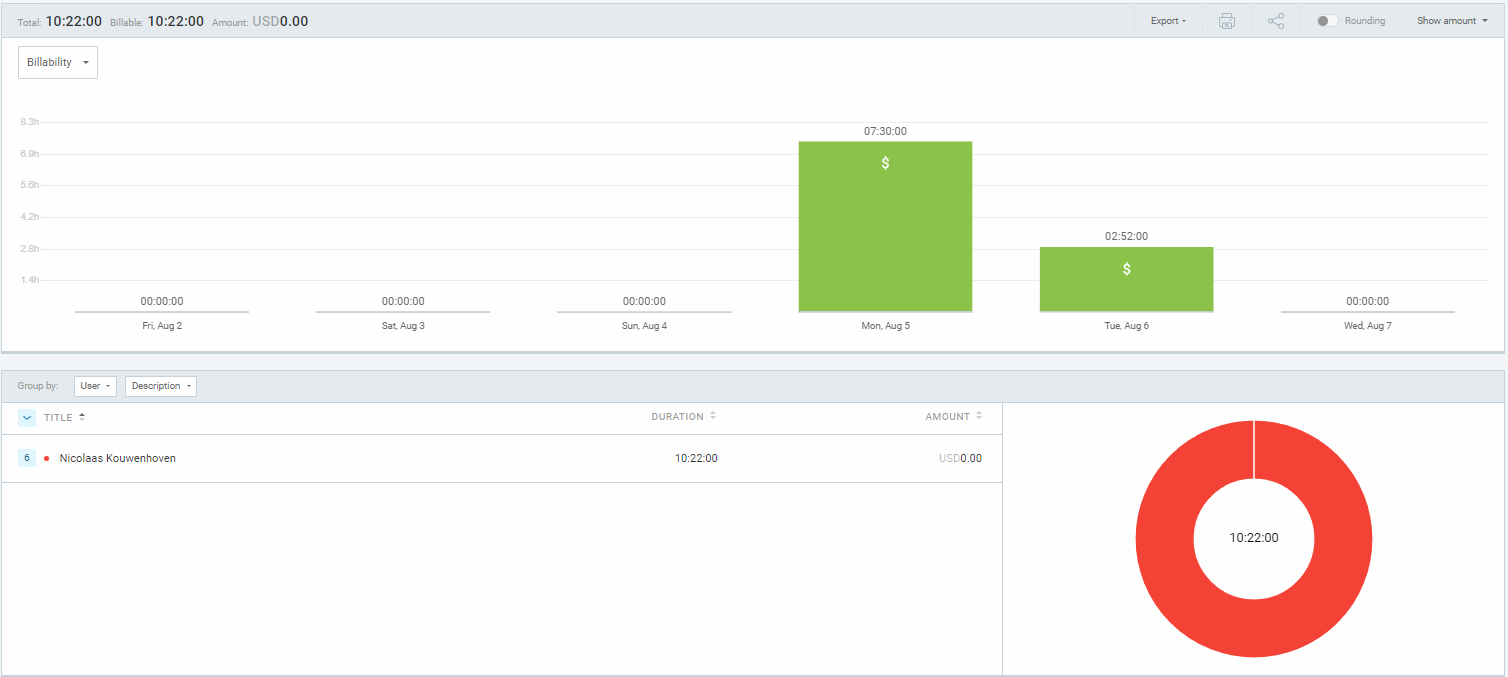 Total: 10:22:00 Billable: 10:22:00 Amount: USD0.00 Export Rounding Show amount
Billability
8.3h
07:30:00
6.9h
$
5.6h
4.2h
02:52:00
2.8h
$
1.4h
00:00:00 00:00:00 00:00:00 00:00:00
Fri, Aug 2 Sat, Aug 3 Sun, Aug 4 Mon, Aug 5 Tue, Aug 6 Wed, Aug 7
Group by: User Description
TITLE DURATION AMOUNT
6 Nicolaas Kouwenhoven 10:22:00 USD0.00
10:22:00